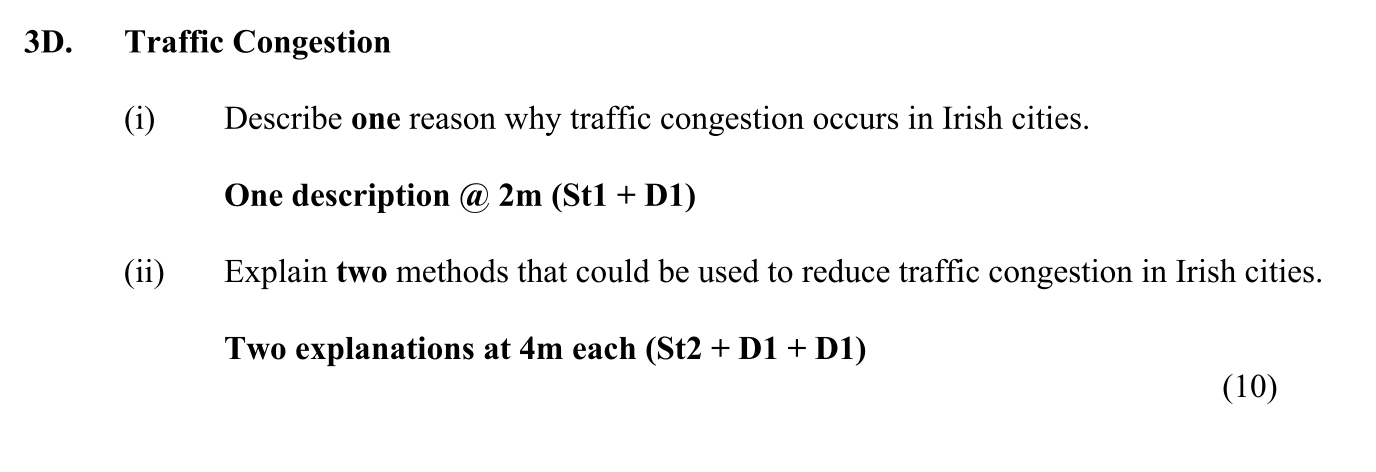 3D. Traffic Congestion
(i) Describe one reason why traffic congestion occurs in Irish cities.
One description @ 2m (St1 + D1)
(ii) Explain two methods that could be used to reduce traffic congestion in Irish cities.
Two explanations at 4m each (St2 + D1 + D1)
(10)